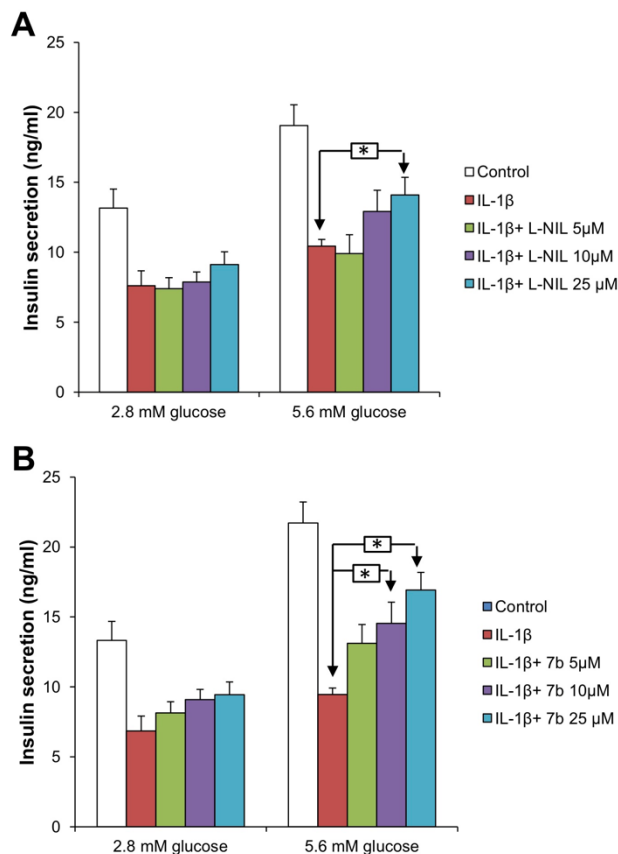 A
Insulin secretion (ng/ml)
25
20
15
10
5
0
*
2.8 mM glucose
5.6 mM glucose
Control
IL-1β
IL-1β+ L-NIL 5µM
IL-1β+ L-NIL 10µM
IL-1β+ L-NIL 25 µM
B
Insulin secretion (ng/ml)
25
20
15
10
5
0
*
*
2.8 mM glucose
5.6 mM glucose
Control
IL-1β
IL-1β+ 7b 5µM
IL-1β+ 7b 10µM
IL-1β+ 7b 25 µM